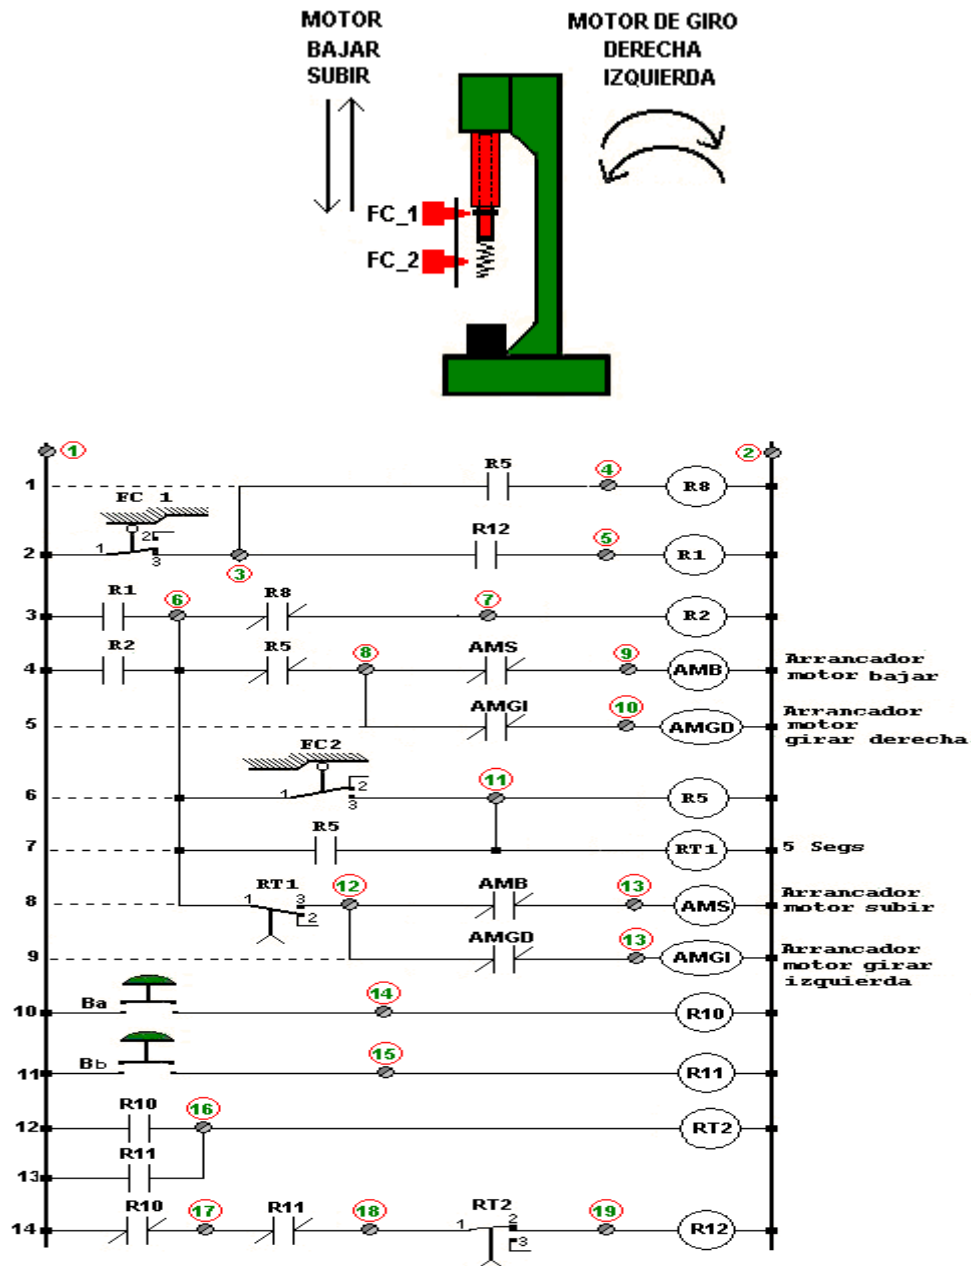 MOTOR
BAJAR
SUBIR
MOTOR DE GIRO
DERECHA
IZQUIERDA
FC_1
FC_2
1
2
1 R5 4 R8
FC 1
2 1 2 3 3 R12 5 R1
3 R1 6 R8 7 R2
4 R2 R5 8 AMS 9 AMB Arrancador
motor bajar
5 AMGI 10 AMGD Arrancador
motor
girar derecha
FC2
6 1 2 3 11 R5
7 R5 RT1 5 Segs
8 RT1 1 3 2 12 AMB 13 AMS Arrancador
motor subir
9 AMGD 13 AMGI Arrancador
motor girar
izquierda
10 Ba 14 R10
11 Bb 15 R11
12 R10 16 RT2
13 R11
14 R10 17 R11 18 RT2 1 2 3 19 R12